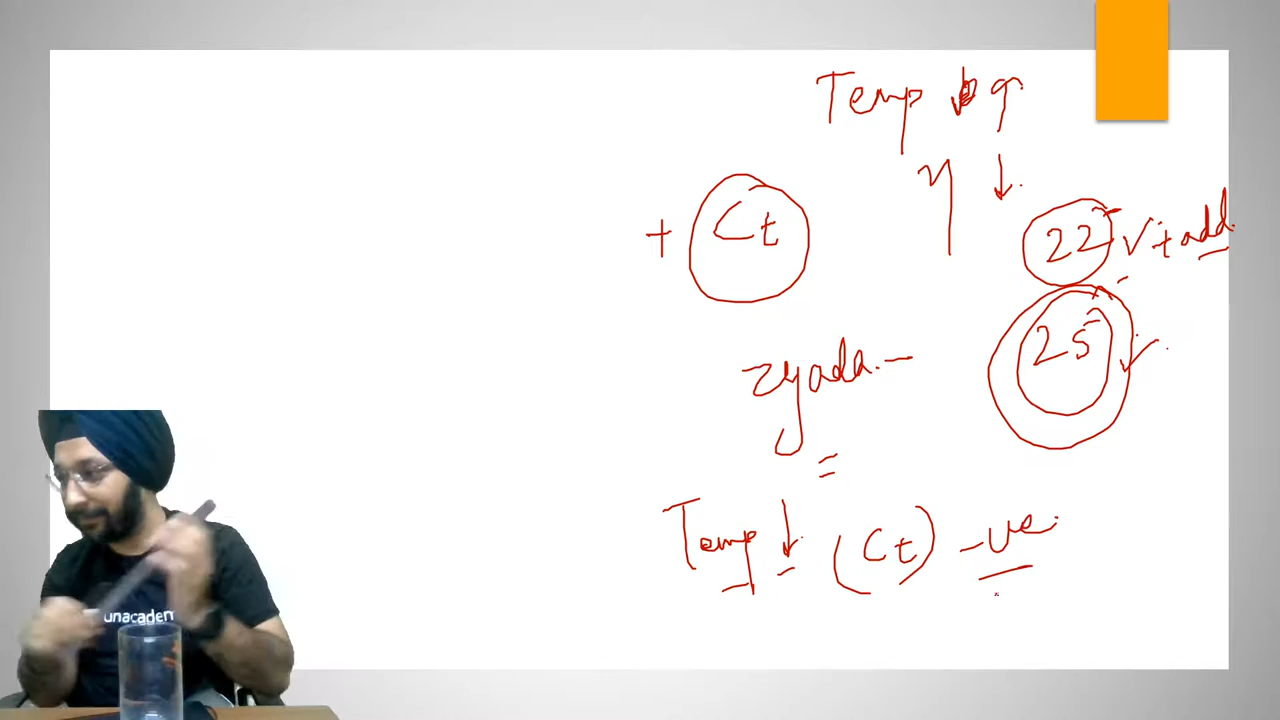 Temp ↑
η ↓
+ Ct
22 ✓ + add
25 ✓
zyada. -
=
Temp ↓ (Ct) -ve
unacadem